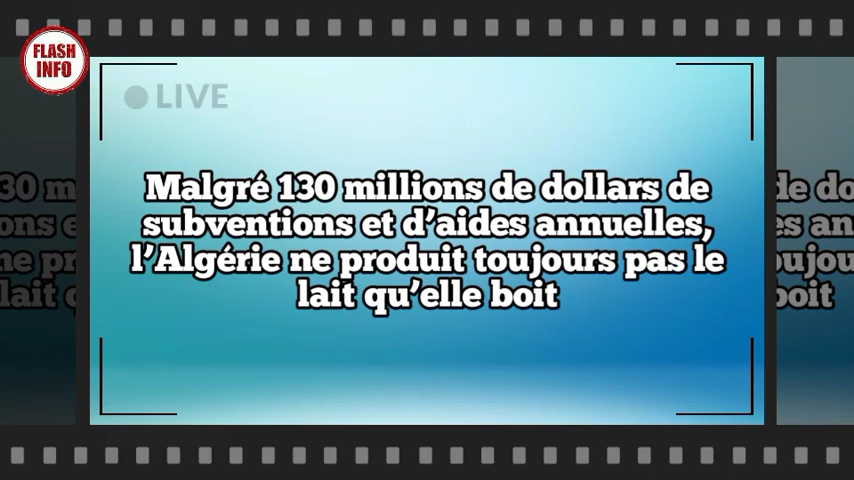 FLASH
INFO
LIVE
Malgré 130 millions de dollars de
subventions et d'aides annuelles,
l'Algérie ne produit toujours pas le
lait qu'elle boit